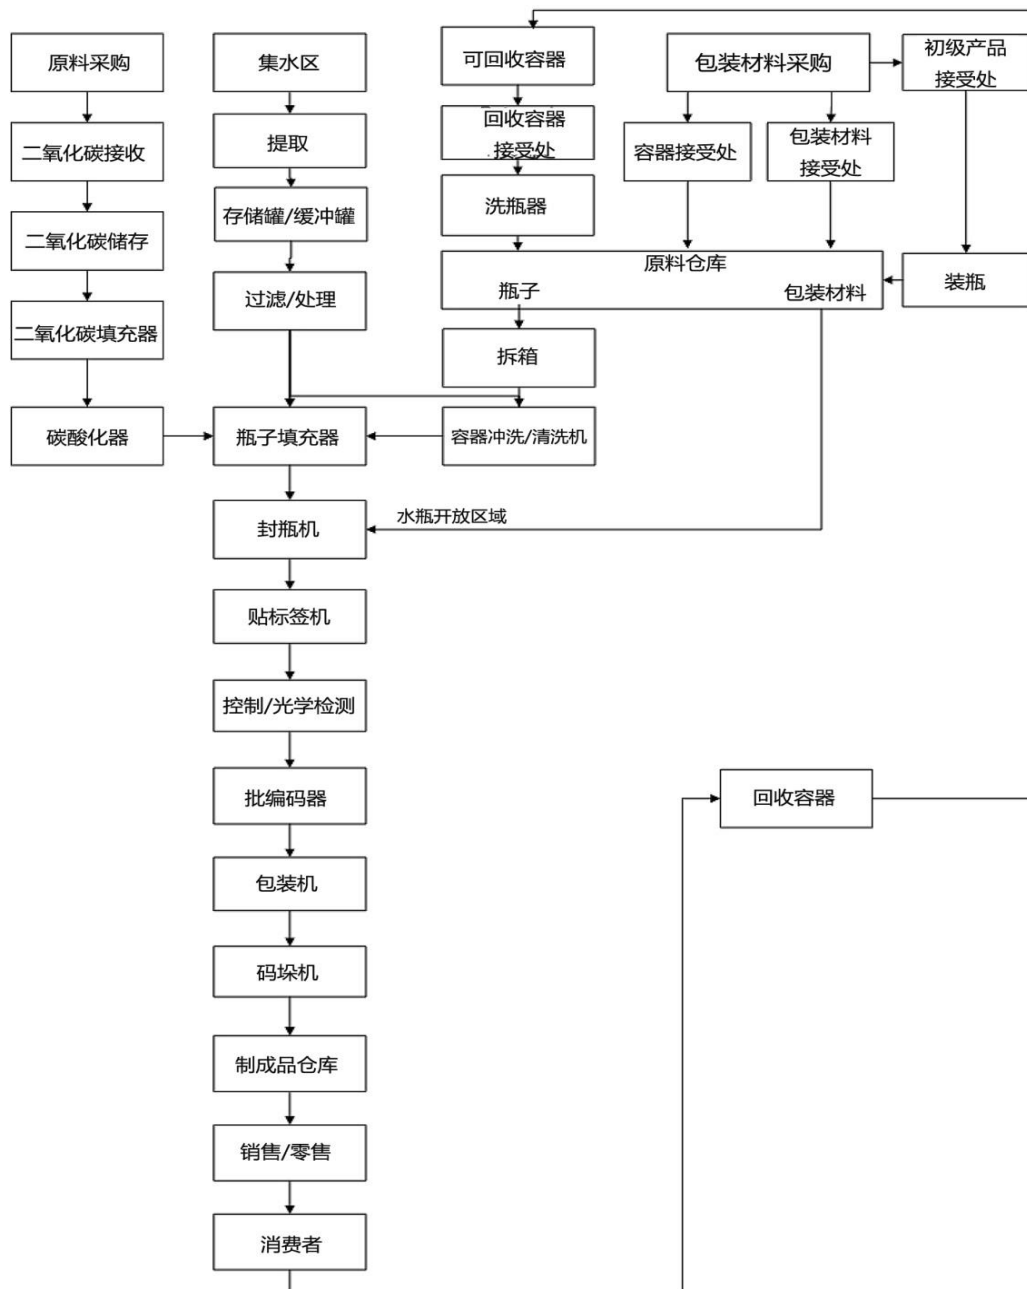 原料采购
二氧化碳接收
二氧化碳储存
二氧化碳填充器
碳酸化器
集水区
提取
存储罐/缓冲罐
过滤/处理
瓶子填充器
封瓶机
贴标签机
控制/光学检测
批编码器
包装机
码垛机
制成品仓库
销售/零售
消费者
可回收容器
回收容器
接受处
洗瓶器
原料仓库
瓶子
包装材料
拆箱
容器冲洗/清洗机
水瓶开放区域
包装材料采购
容器接受处
包装材料
接受处
初级产品
接受处
装瓶
回收容器